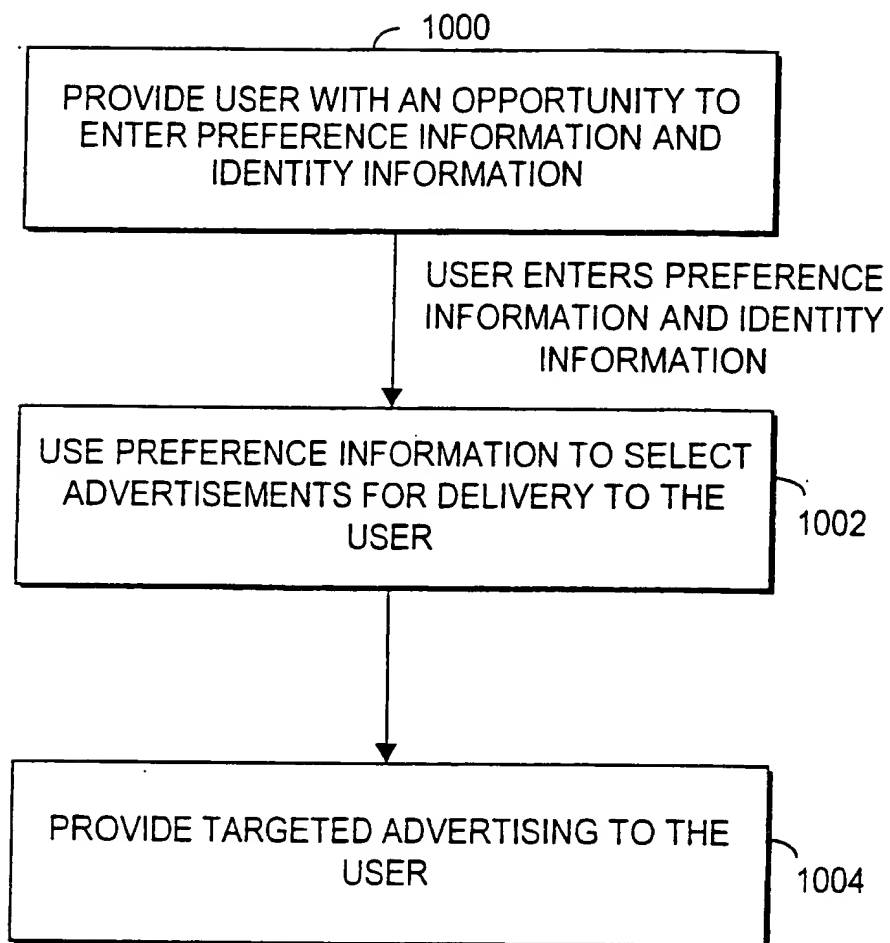 1000
PROVIDE USER WITH AN OPPORTUNITY TO
ENTER PREFERENCE INFORMATION AND
IDENTITY INFORMATION
USER ENTERS PREFERENCE
INFORMATION AND IDENTITY
INFORMATION
USE PREFERENCE INFORMATION TO SELECT
ADVERTISEMENTS FOR DELIVERY TO THE
USER
1002
PROVIDE TARGETED ADVERTISING TO THE
USER
1004